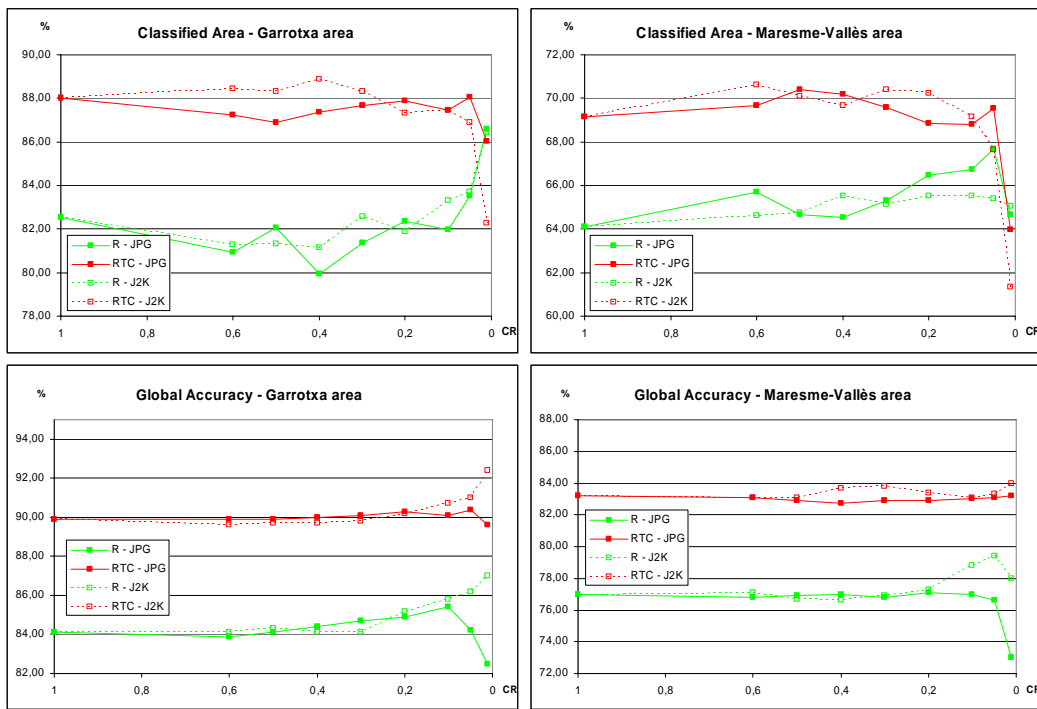 %
Classified Area - Garrotxa area
90,00
88,00
86,00
84,00
82,00
80,00
78,00
R - JPG
RTC - JPG
R - J2K
RTC - J2K
1
0,8
0,6
0,4
0,2
0
CR
%
Classified Area - Maresme-Vallès area
72,00
70,00
68,00
66,00
64,00
62,00
60,00
R - JPG
RTC - JPG
R - J2K
RTC - J2K
1
0,8
0,6
0,4
0,2
0
CR
%
Global Accuracy - Garrotxa area
94,00
92,00
90,00
88,00
86,00
84,00
82,00
R - JPG
RTC - JPG
R - J2K
RTC - J2K
1
0,8
0,6
0,4
0,2
0
CR
%
Global Accuracy - Maresme-Vallès area
88,00
86,00
84,00
82,00
80,00
78,00
76,00
74,00
72,00
R - JPG
RTC - JPG
R - J2K
RTC - J2K
1
0,8
0,6
0,4
0,2
0
CR